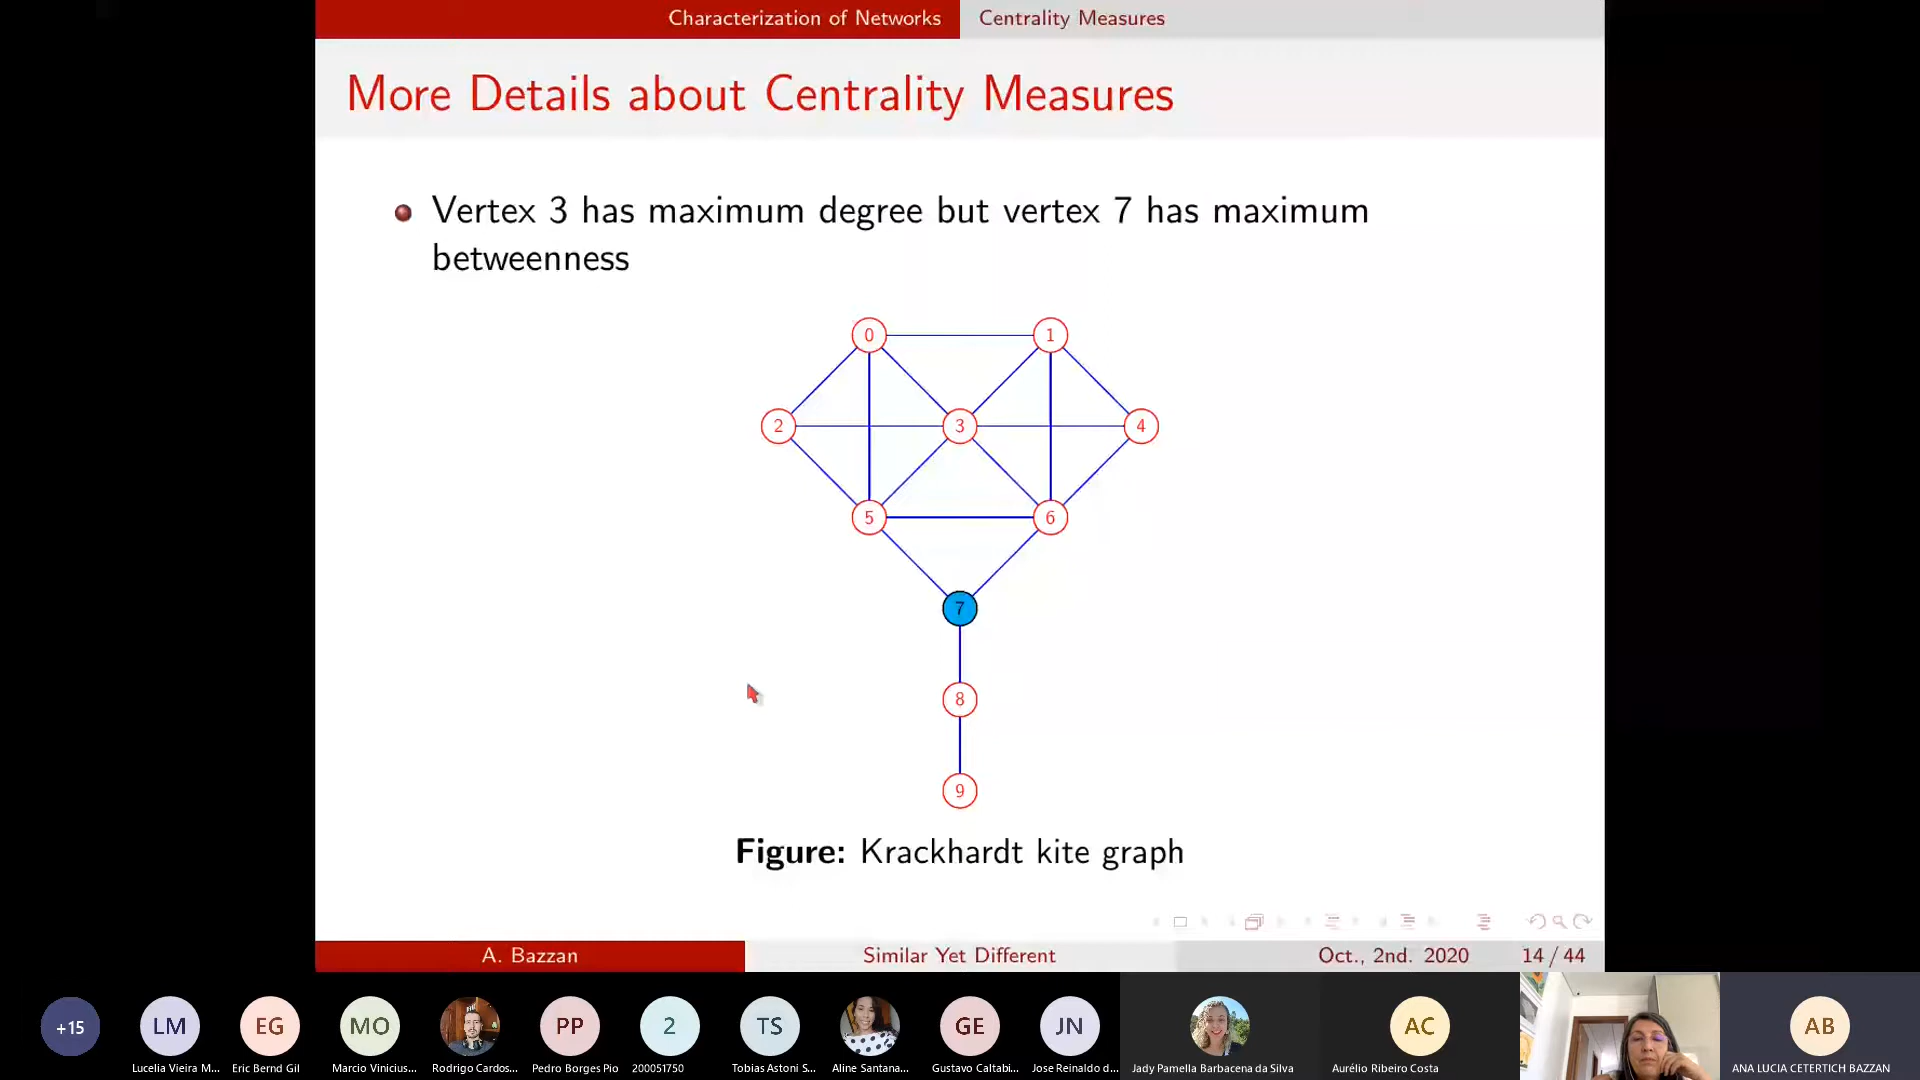 Characterization of Networks Centrality Measures
More Details about Centrality Measures
Vertex 3 has maximum degree but vertex 7 has maximum
betweenness
0 1
2 3 4
5 6
7
8
9
Figure: Krackhardt kite graph
A. Bazzan Similar Yet Different Oct., 2nd. 2020 14 / 44
+15 LM EG MO PP 2 TS GE JN AC AB
Lucelia Vieira M... Eric Bernd Gil Marcio Vinicius... Rodrigo Cardos... Pedro Borges Pio 200051750 Tobias Astoni S... Aline Santana... Gustavo Caltabi... Jose Reinaldo d... Jady Pamella Barbacena da Silva Aurélio Ribeiro Costa ANA LUCIA CETERTICH BAZZAN